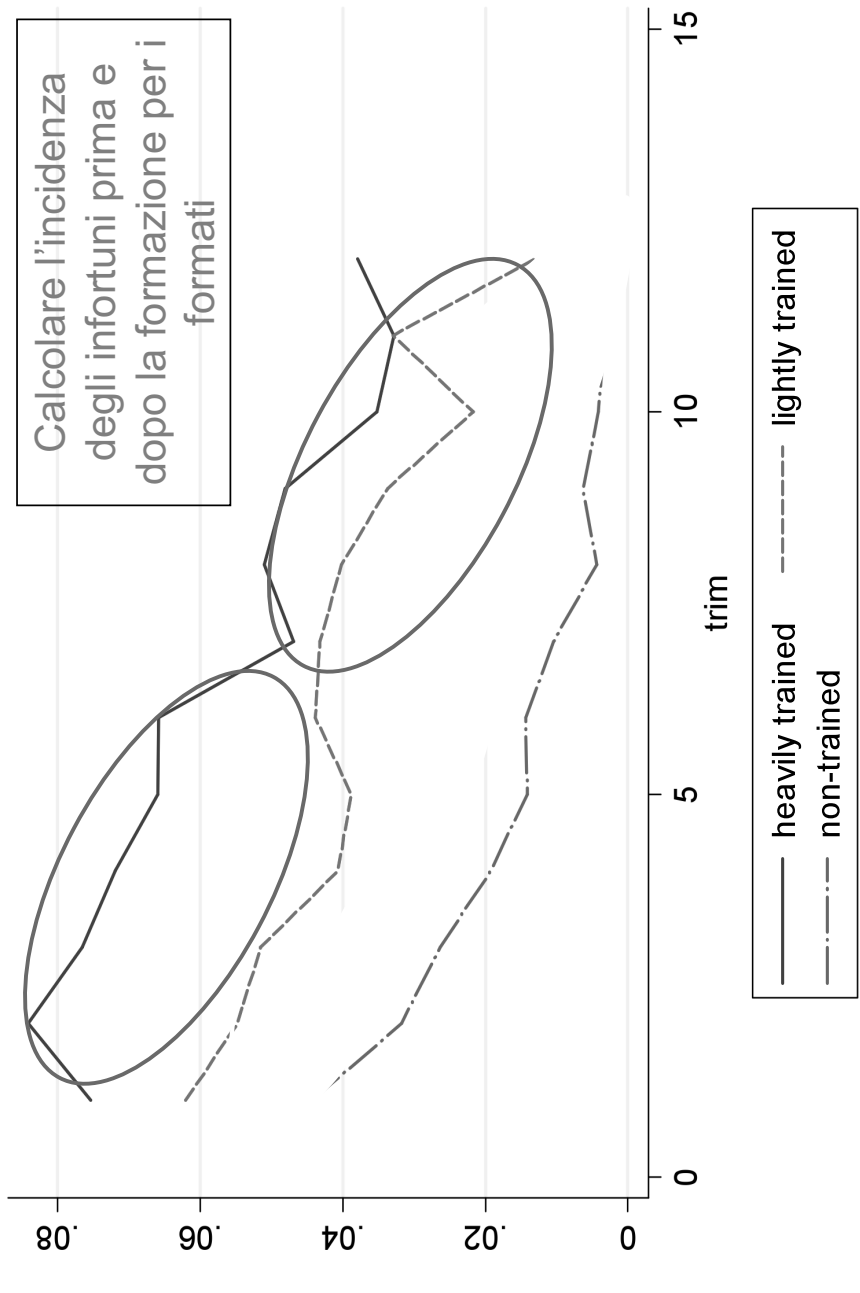 Calcolare l’incidenza
degli infortuni prima e
dopo la formazione per i
formati
.08
.06
.04
.02
0
0 5 10 15
trim
heavily trained lightly trained
non-trained